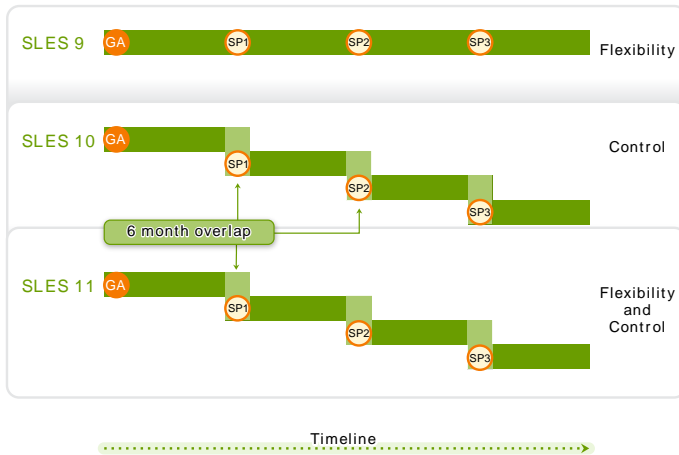 SLES 9
GA
SP1
SP2
SP3
Flexibility
SLES 10
GA
SP1
SP2
SP3
Control
6 month overlap
SLES 11
GA
SP1
SP2
SP3
Flexibility
and
Control
Timeline